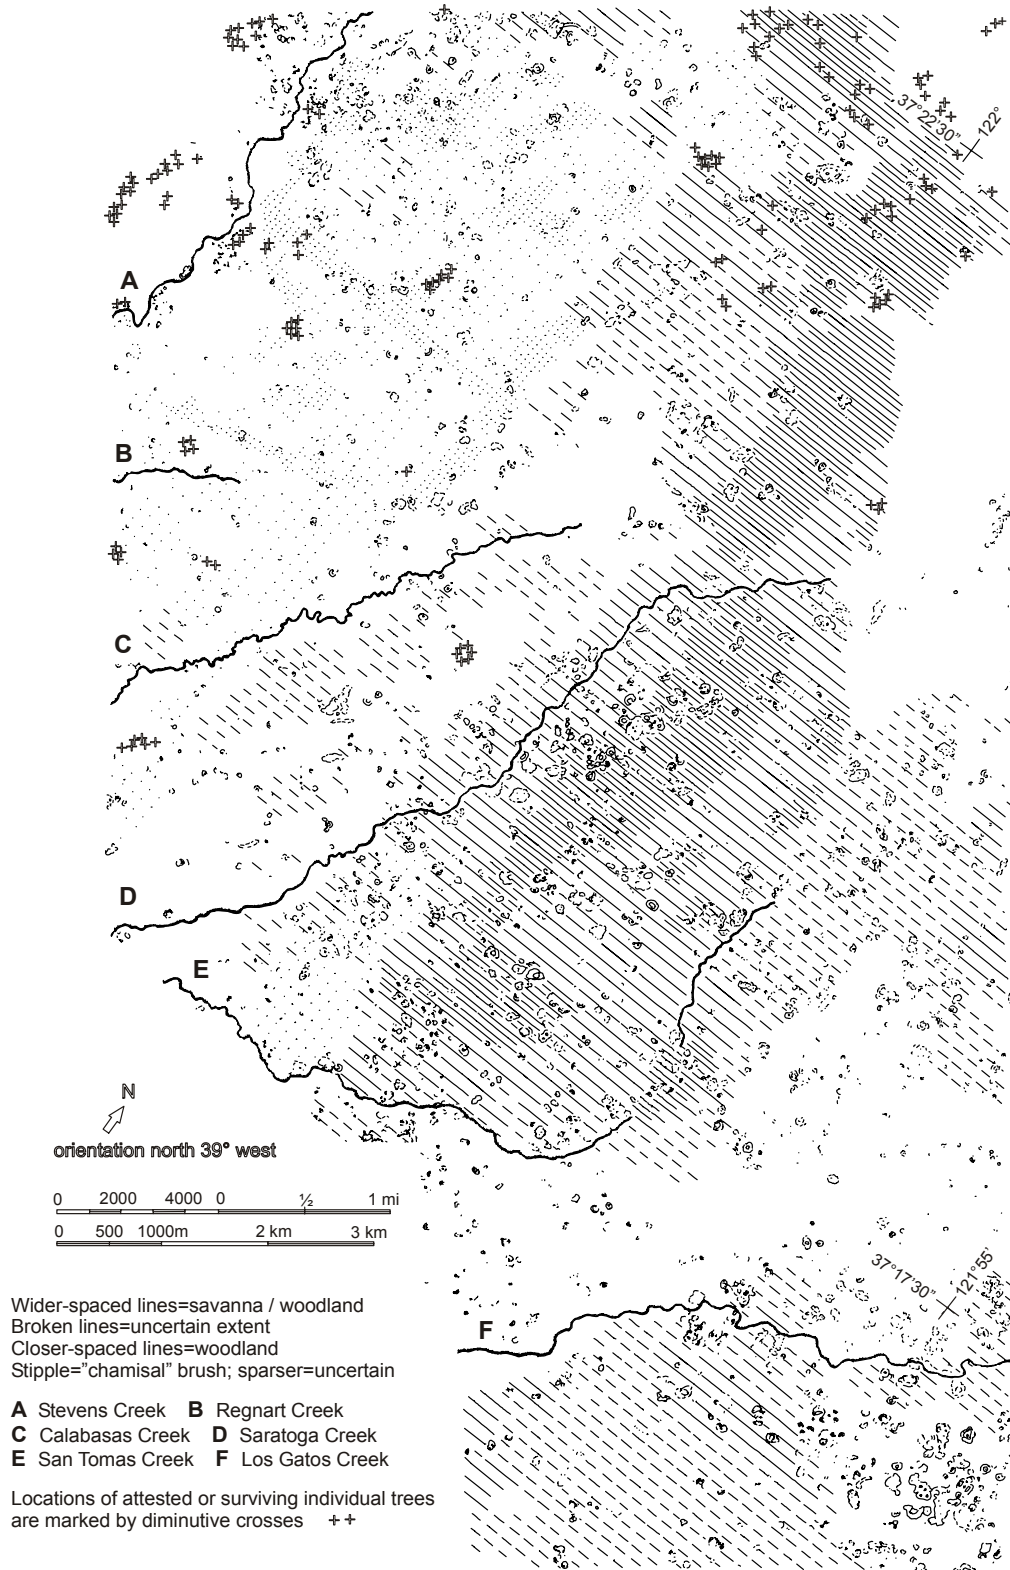 37°22'30" 122°
A
B
C
D
E
N
orientation north 39° west
0 2000 4000 0 ½ 1 mi
0 500 1000m 2 km 3 km
37°17'30" 121°55'
Wider-spaced lines=savanna / woodland
Broken lines=uncertain extent
Closer-spaced lines=woodland
Stipple="chamisal" brush; sparser=uncertain
F
A Stevens Creek B Regnart Creek
C Calabasas Creek D Saratoga Creek
E San Tomas Creek F Los Gatos Creek
Locations of attested or surviving individual trees
are marked by diminutive crosses ++